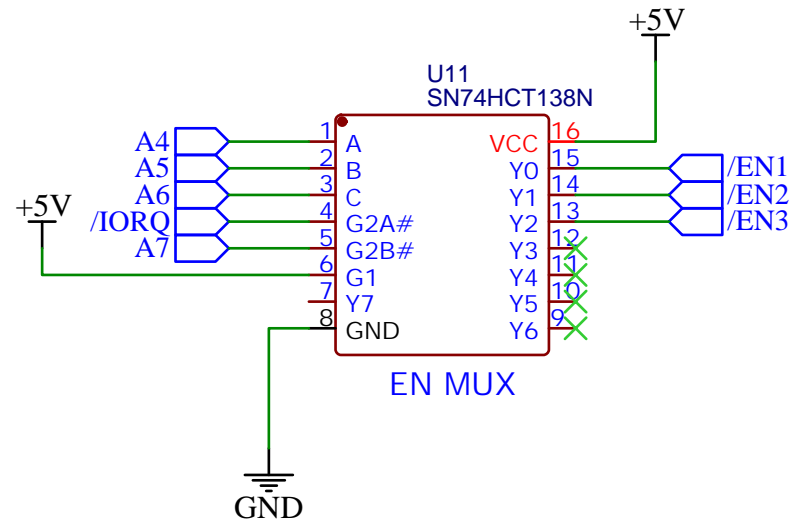 +5V
U11
SN74HCT138N
A4 1 A VCC 16
A5 2 B Y0 15 /EN1
A6 3 C Y1 14 /EN2
+5V /IORQ 4 G2A# Y2 13 /EN3
A7 5 G2B# Y3 12
6 G1 Y4 11
7 Y7 Y5 10
8 GND Y6 9
EN MUX
GND